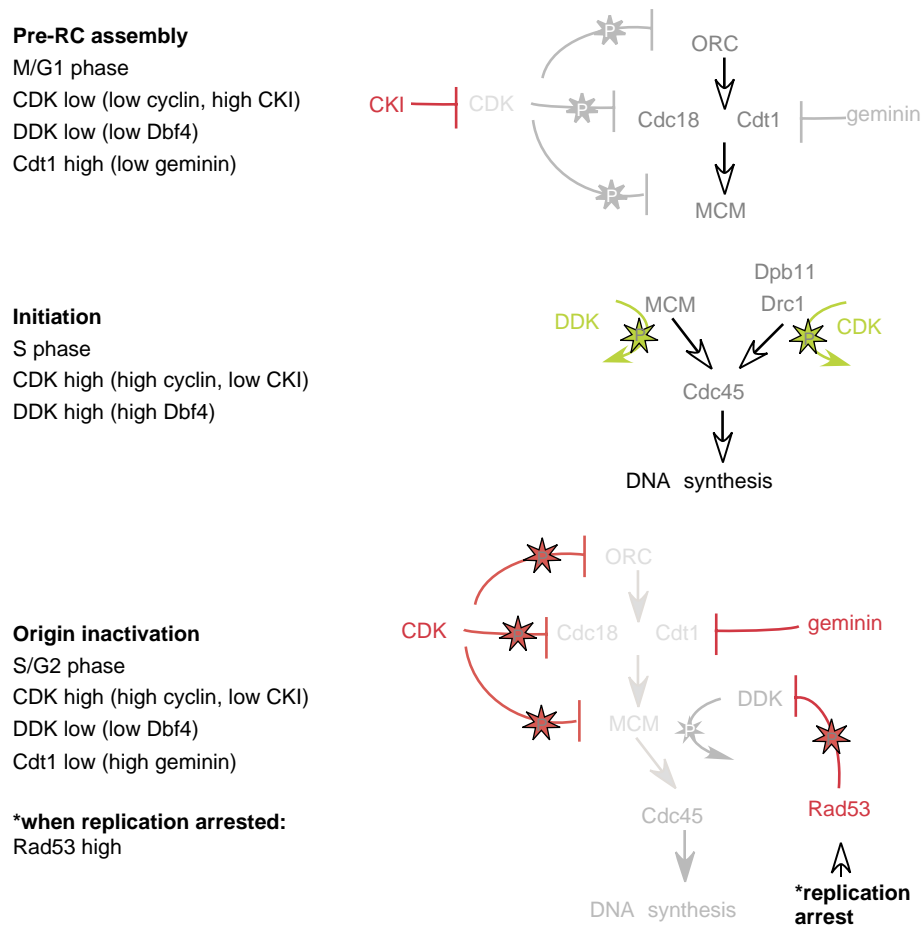 Pre-RC assembly
M/G1 phase
CDK low (low cyclin, high CKI)
DDK low (low Dbf4)
Cdt1 high (low geminin)
P
ORC
CKI
CDK
P
Cdc18
Cdt1
geminin
P
MCM
Initiation
S phase
CDK high (high cyclin, low CKI)
DDK high (high Dbf4)
Dpb11
DDK
P
MCM
Drc1
P
CDK
Cdc45
DNA synthesis
Origin inactivation
S/G2 phase
CDK high (high cyclin, low CKI)
DDK low (low Dbf4)
Cdt1 low (high geminin)
*when replication arrested:
Rad53 high
P
ORC
CDK
P
Cdc18
Cdt1
geminin
P
MCM
P
DDK
P
Cdc45
Rad53
DNA synthesis
*replication
arrest